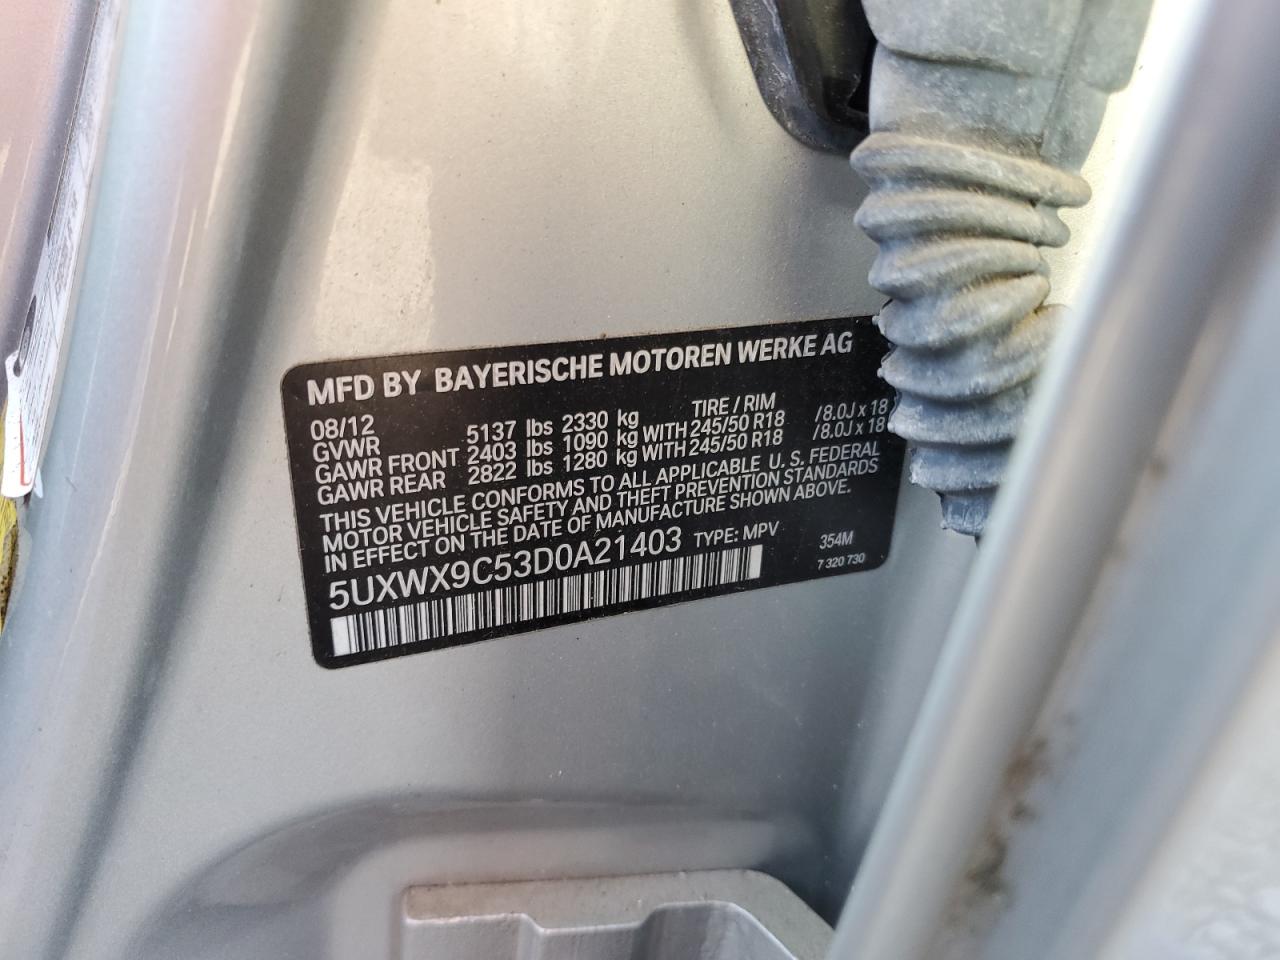 MFD BY BAYERISCHE MOTOREN WERKE AG
08/12 TIRE / RIM
GVWR 5137 lbs 2330 kg
GAWR FRONT 2403 lbs 1090 kg WITH 245/50 R18 /8.0J x 18
GAWR REAR 2822 lbs 1280 kg WITH 245/50 R18 /8.0J x 18
THIS VEHICLE CONFORMS TO ALL APPLICABLE U. S. FEDERAL
MOTOR VEHICLE SAFETY AND THEFT PREVENTION STANDARDS
IN EFFECT ON THE DATE OF MANUFACTURE SHOWN ABOVE.
5UXWX9C53D0A21403 TYPE: MPV 354M
7 320 730